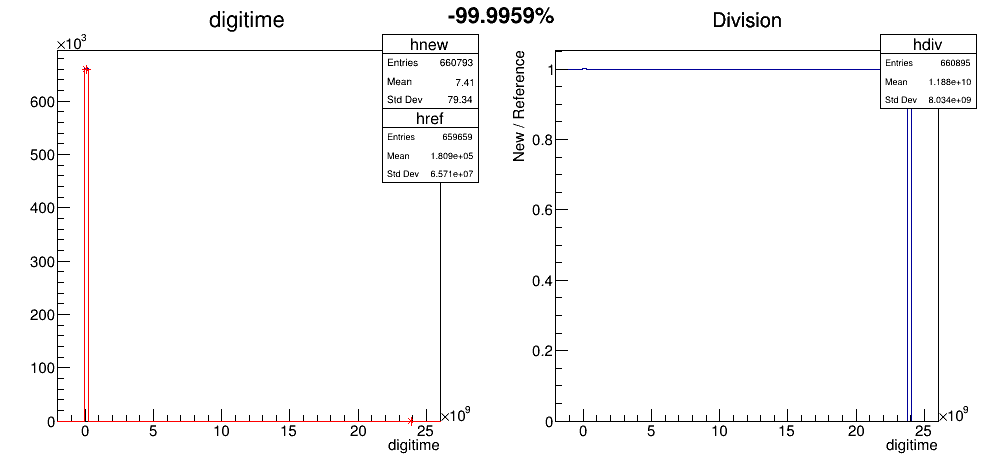 -99.9959%
digitime
×10³
hnew
Entries 660793
Mean 7.41
Std Dev 79.34
href
Entries 659659
Mean 1.809e+05
Std Dev 6.571e+07
600
500
400
300
200
100
0
0 5 10 15 20 25 ×10⁹
digitime
Division
New / Reference
hdiv
Entries 660895
Mean 1.188e+10
Std Dev 8.034e+09
1
0.8
0.6
0.4
0.2
0
0 5 10 15 20 25 ×10⁹
digitime